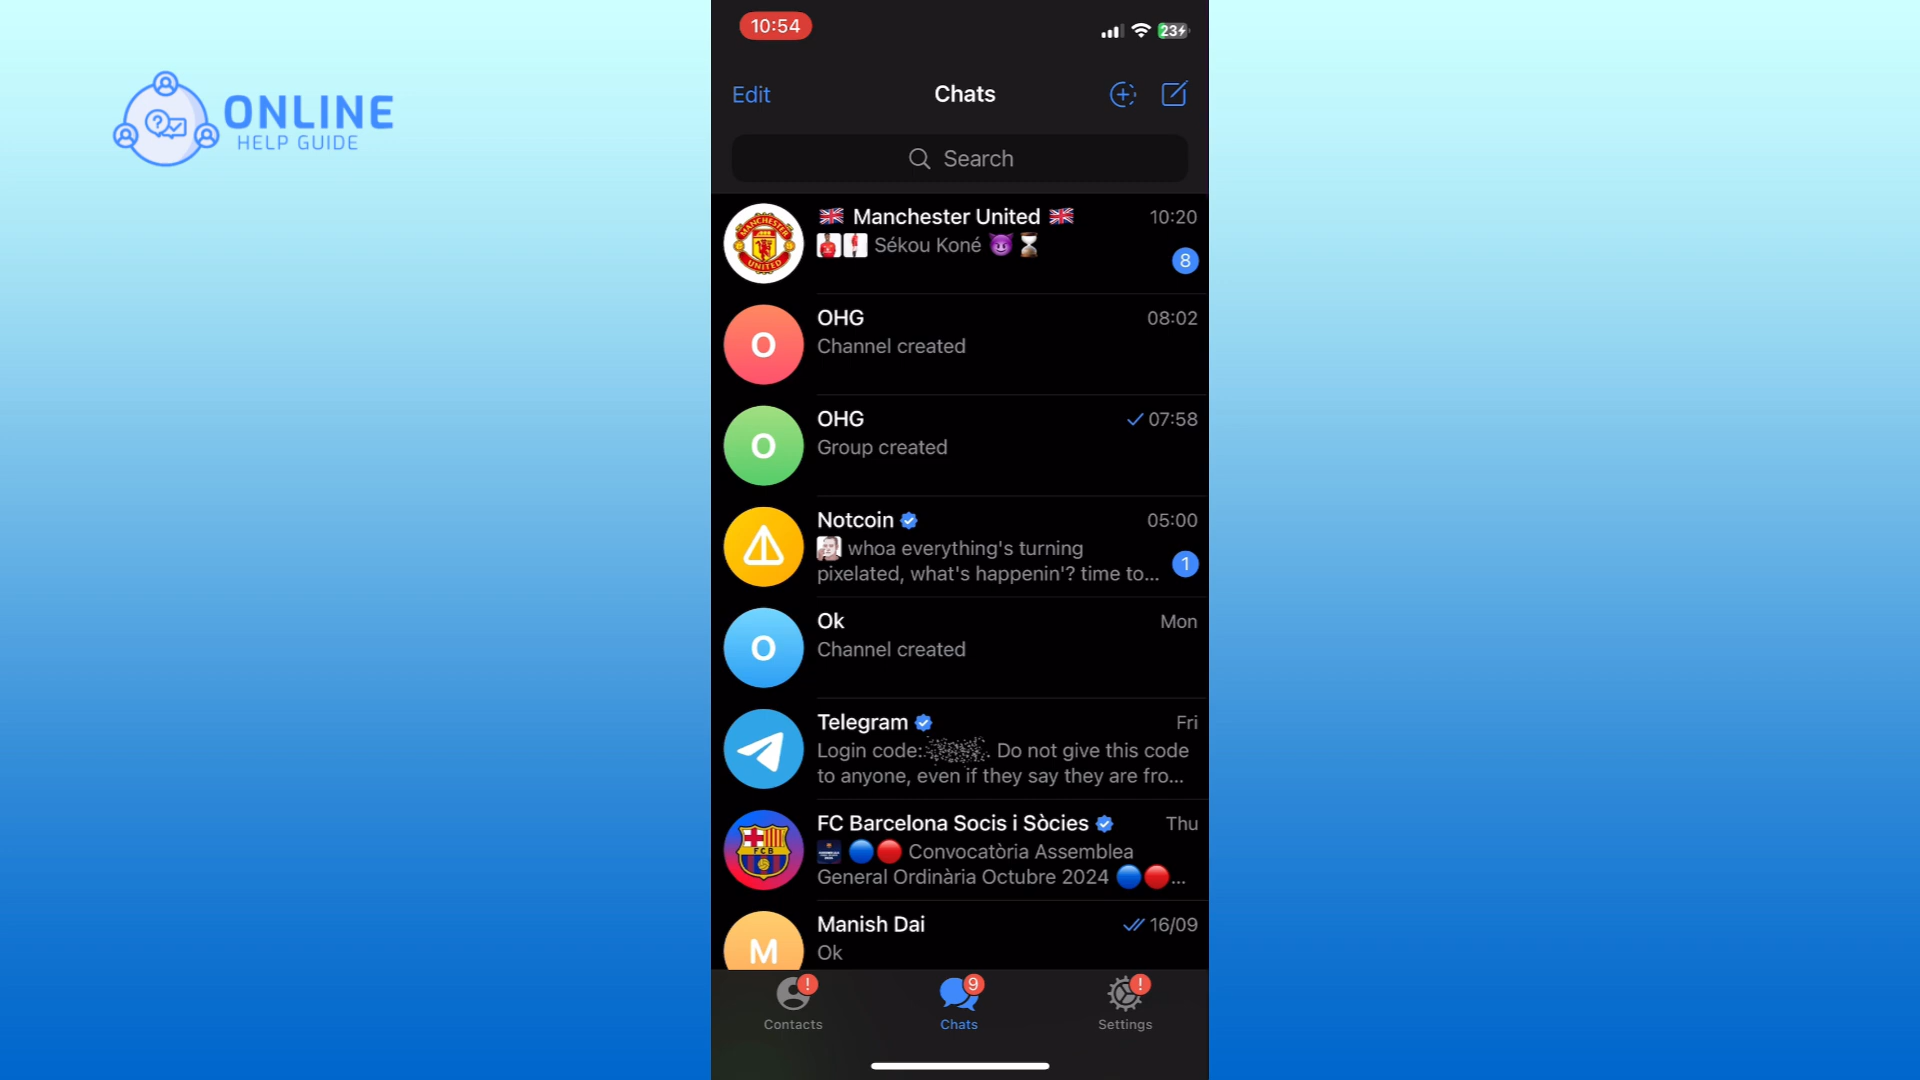 ONLINE
HELP GUIDE
10:54
23
Edit
Chats
Search
🇬🇧 Manchester United 🇬🇧
10:20
Sékou Koné 😈 ⏳
8
MANCHESTER
UNITED
O
OHG
08:02
Channel created
O
OHG
07:58
Group created
Notcoin
05:00
whoa everything's turning
pixelated, what's happenin'? time to...
1
O
Ok
Mon
Channel created
Telegram
Fri
Login code: . Do not give this code
to anyone, even if they say they are fro...
FCB
FC Barcelona Socis i Sòcies
Thu
🔵🔴 Convocatòria Assemblea
General Ordinària Octubre 2024 🔵🔴...
M
Manish Dai
16/09
Ok
!
9
!
Contacts
Chats
Settings